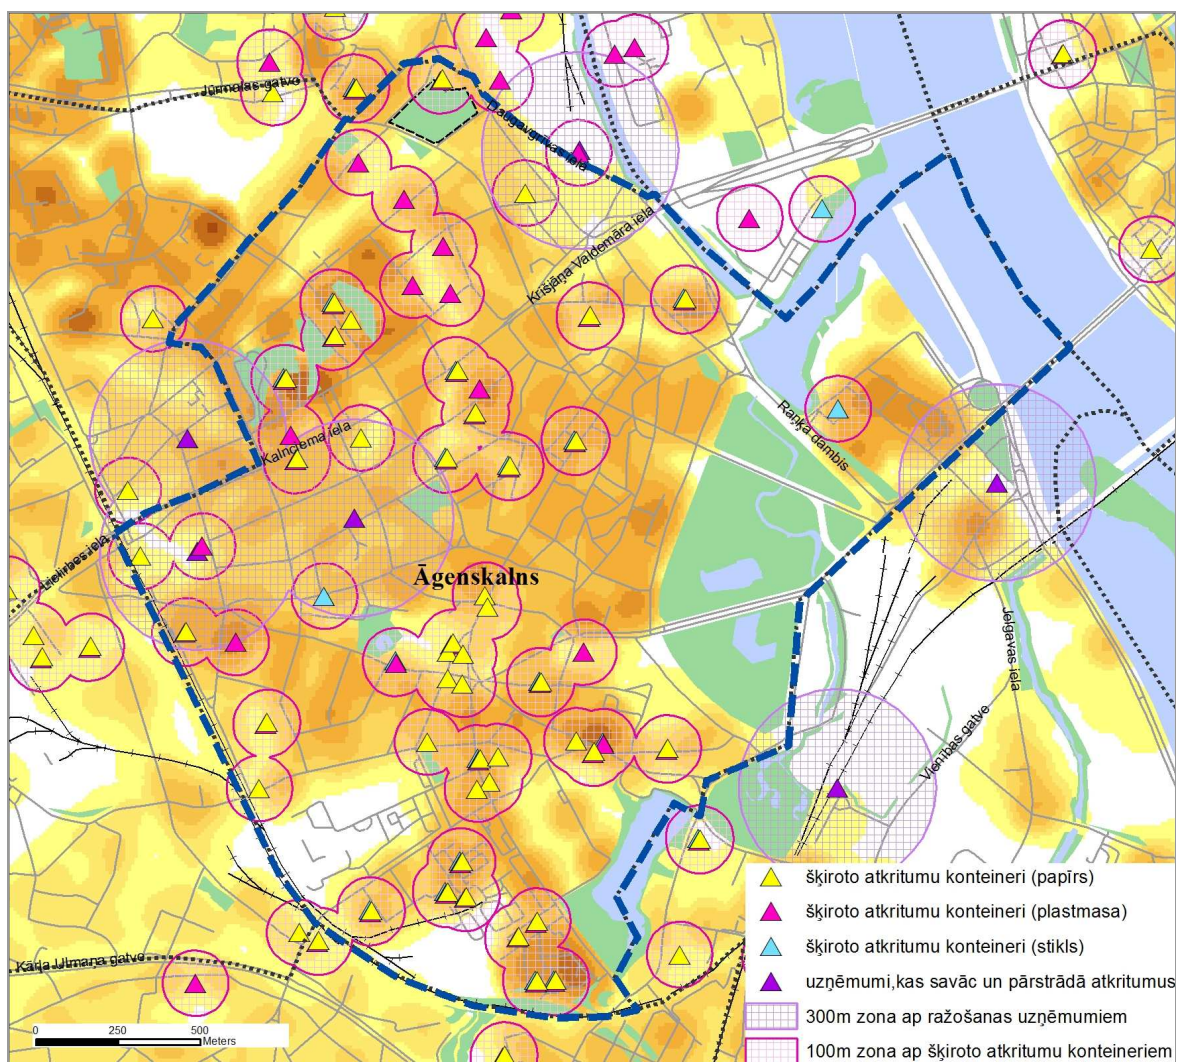 Jūrmalas gatve
Daugavgrīvas iela
Krišjāņa Valdemāra iela
Kalnciema iela
Raņķa dambis
Lielirbes iela
Āgenskalns
Jelgavas iela
Vienības gatve
Kārļa Ulmaņa gatve
šķiroto atkritumu konteineri (papīrs)
šķiroto atkritumu konteineri (plastmasa)
šķiroto atkritumu konteineri (stikls)
uzņēmumi,kas savāc un pārstrādā atkritumus
300m zona ap ražošanas uzņēmumiem
100m zona ap šķiroto atkritumu konteineriem
0 250 500
Meters